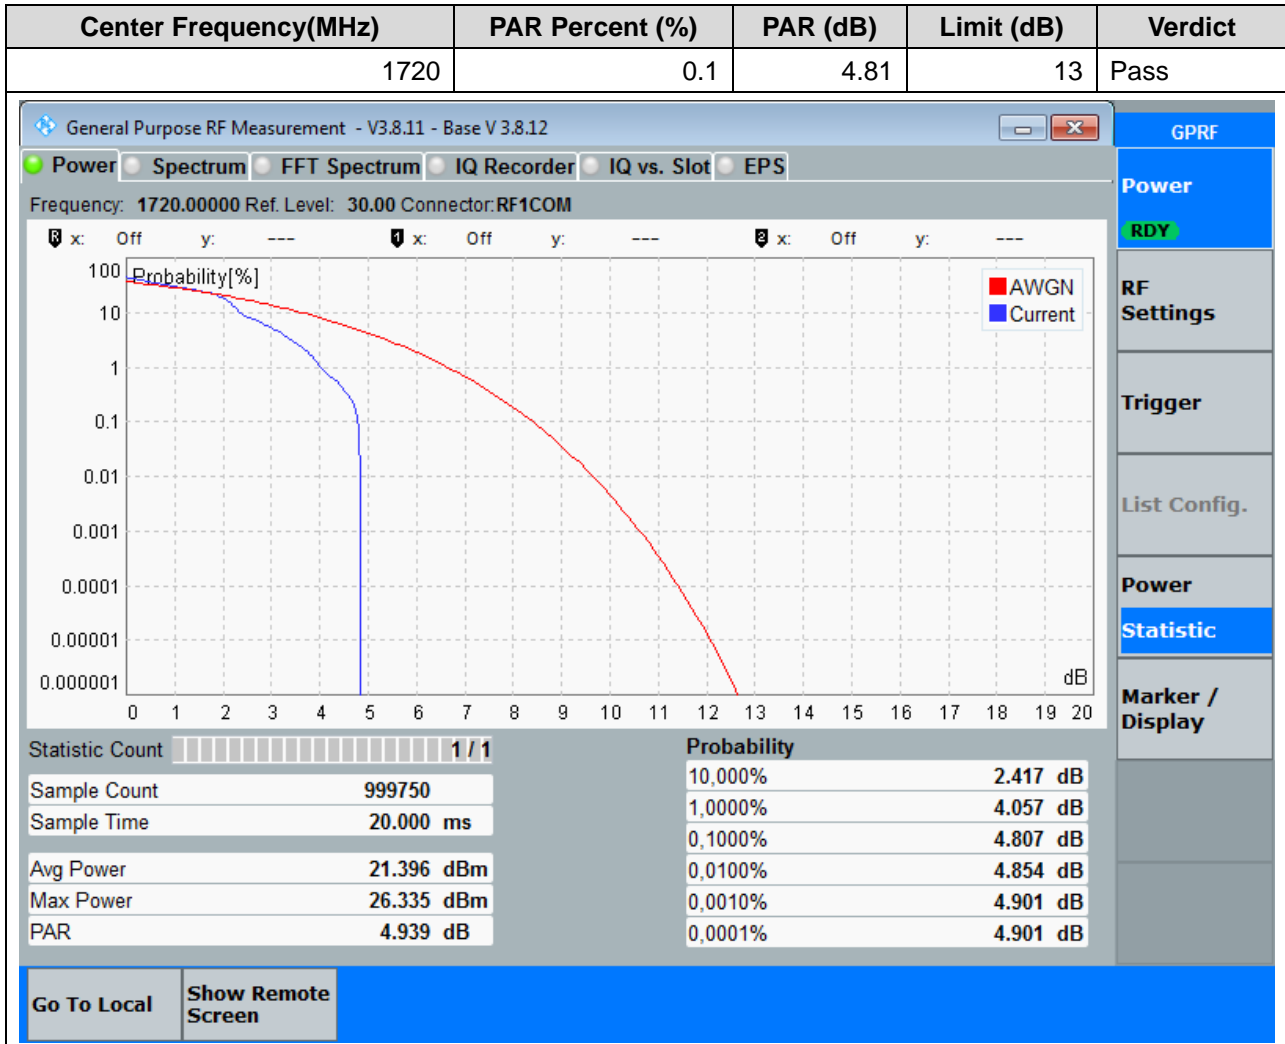 Center Frequency(MHz) PAR Percent (%) PAR (dB) Limit (dB) Verdict
1720 0.1 4.81 13 Pass
General Purpose RF Measurement - V3.8.11 - Base V 3.8.12
GPRF
Power Spectrum FFT Spectrum IQ Recorder IQ vs. Slot EPS
Power
RDY
Frequency: 1720.00000 Ref. Level: 30.00 Connector:RF1COM
R x: Off y: --- 1 x: Off y: --- 2 x: Off y: ---
Probability[%]
AWGN
Current
100
10
1
0.1
0.01
0.001
0.0001
0.00001
0.000001
dB
0 1 2 3 4 5 6 7 8 9 10 11 12 13 14 15 16 17 18 19 20
RF
Settings
Trigger
List Config.
Power
Statistic
Marker /
Display
Statistic Count 1 / 1
Sample Count 999750
Sample Time 20.000 ms
Avg Power 21.396 dBm
Max Power 26.335 dBm
PAR 4.939 dB
Probability
10,000% 2.417 dB
1,0000% 4.057 dB
0,1000% 4.807 dB
0,0100% 4.854 dB
0,0010% 4.901 dB
0,0001% 4.901 dB
Go To Local
Show Remote
Screen